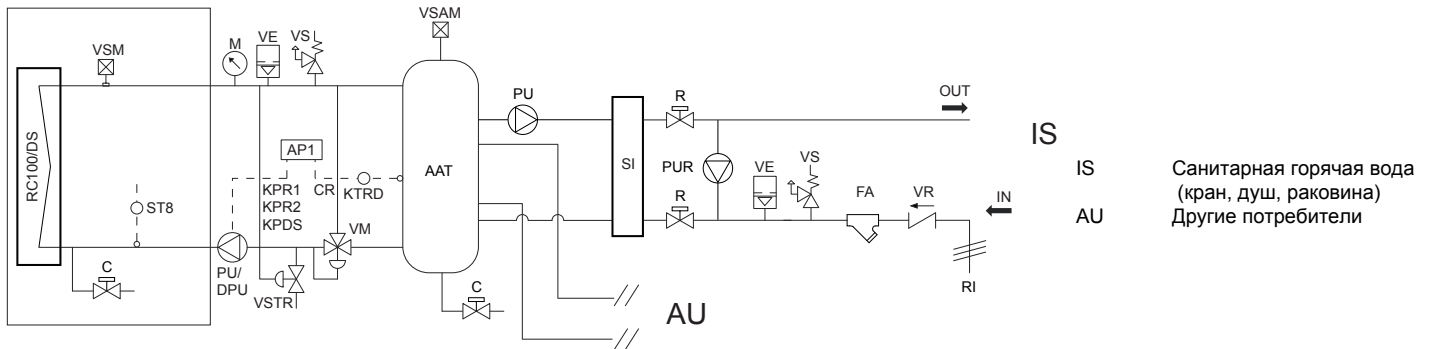 VSAM
VSM
M
VE
VS
RC100/DS
AP1
CR
KTRD
KPR1
KPR2
KPDS
ST8
VM
PU/
DPU
VSTR
C
AAT
C
PU
SI
R
PUR
R
VE
VS
FA
VR
OUT
IN
RI
AU
IS
IS Санитарная горячая вода
(кран, душ, раковина)
AU Другие потребители